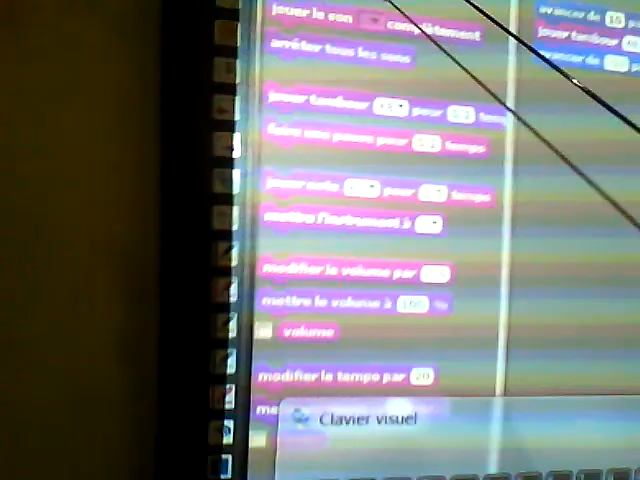 jouer le son complètement
arrêter tous les sons
jouer tambour pour temps
faire une pause pour temps
jouer note pour temps
mettre l'instrument à
modifier le volume par
mettre le volume à 100 %
volume
modifier le tempo par 20
me
Clavier visuel
avancer de 10
jouer tambour
avancer de